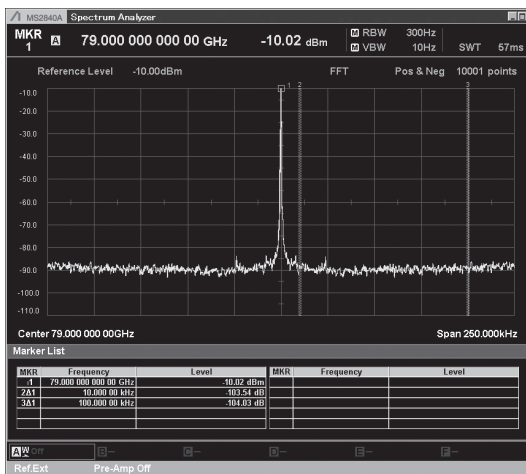 MS2840A Spectrum Analyzer
MKR 1 A 79.000 000 000 00 GHz -10.02 dBm M RBW 300Hz
M VBW 10Hz SWT 57ms
Reference Level -10.00dBm FFT Pos & Neg 10001 points
1 2 3
-10.0
-20.0
-30.0
-40.0
-50.0
-60.0
-70.0
-80.0
-90.0
-100.0
-110.0
Center 79.000 000 00GHz Span 250.000kHz
Marker List
MKR Frequency Level MKR Frequency Level
:1 79.000 000 000 00 GHz -10.02 dBm
2Δ1 10.000 00 kHz -103.54 dB
3Δ1 100.000 00 kHz -104.03 dB
A W Off B-- C-- D-- E-- F--
Ref.Ext Pre-Amp Off